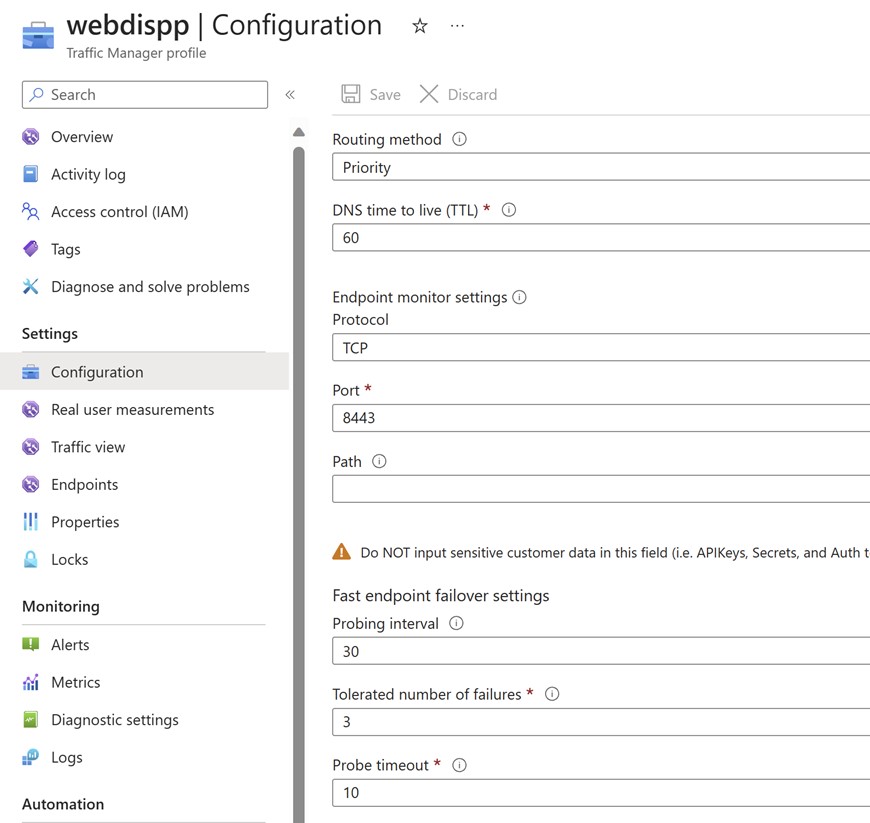 webdispp | Configuration
Traffic Manager profile
Search
Overview
Activity log
Access control (IAM)
Tags
Diagnose and solve problems
Settings
Configuration
Real user measurements
Traffic view
Endpoints
Properties
Locks
Monitoring
Alerts
Metrics
Diagnostic settings
Logs
Automation
Save Discard
Routing method
Priority
DNS time to live (TTL) *
60
Endpoint monitor settings
Protocol
TCP
Port *
8443
Path
Do NOT input sensitive customer data in this field (i.e. APIKeys, Secrets, and Auth t
Fast endpoint failover settings
Probing interval
30
Tolerated number of failures *
3
Probe timeout *
10